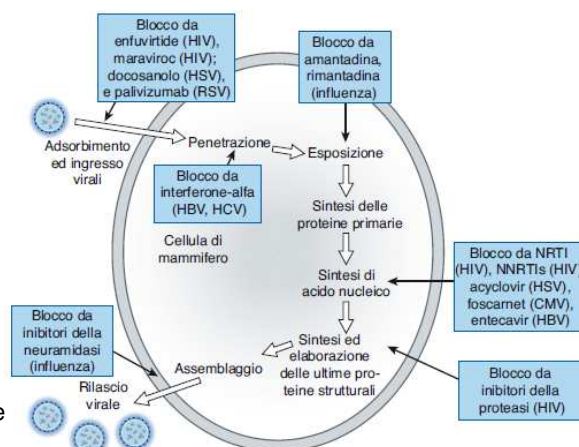 Blocco da
enfuvirtide (HIV),
maraviroc (HIV);
docosanolo (HSV),
e palivizumab (RSV)
Blocco da
amantadina,
rimantadina
(influenza)
Adsorbimento
ed ingresso
virali
Penetrazione
Esposizione
Blocco da
interferone-alfa
(HBV, HCV)
Sintesi delle
proteine primarie
Cellula di
mammifero
Sintesi di
acido nucleico
Blocco da NRTI
(HIV), NNRTIs (HIV)
acyclovir (HSV),
foscarnet (CMV),
entecavir (HBV)
Blocco da
inibitori della
neuramidasi
(influenza)
Sintesi ed
elaborazione
delle ultime pro-
teine strutturali
Assemblaggio
Rilascio
virale
Blocco da
inibitori della
proteasi (HIV)
e